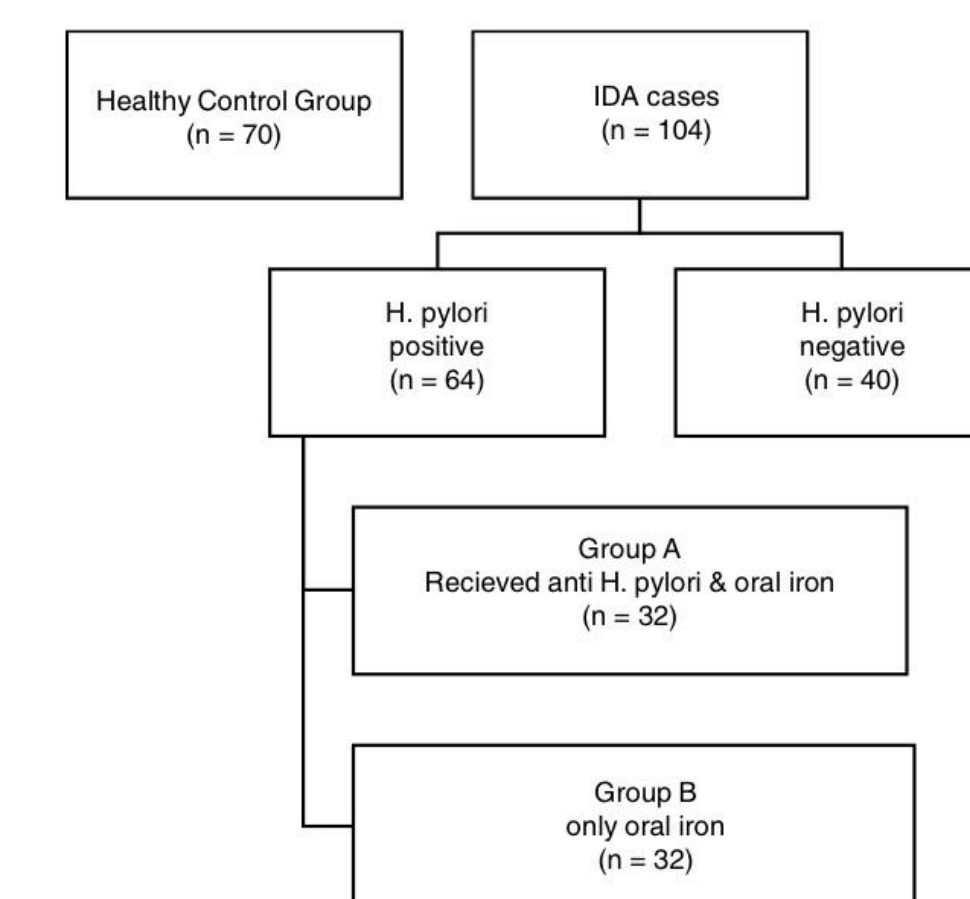 Healthy Control Group
(n = 70)
IDA cases
(n = 104)
H. pylori
positive
(n = 64)
H. pylori
negative
(n = 40)
Group A
Recieved anti H. pylori & oral iron
(n = 32)
Group B
only oral iron
(n = 32)